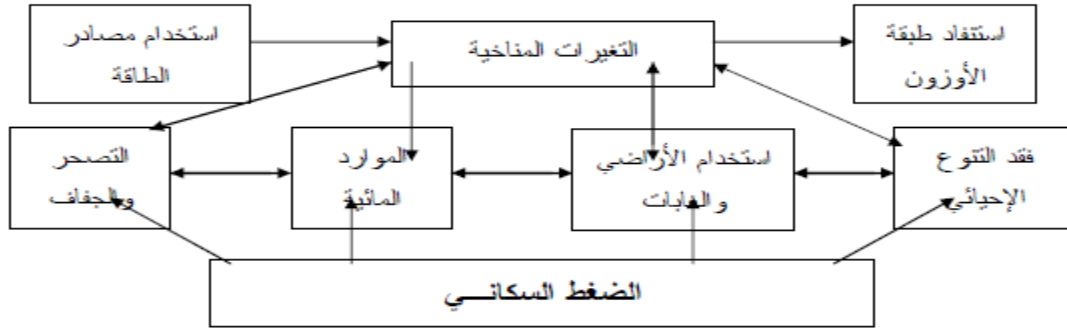 استخدام مصادر
الطاقة
التغيرات المناخية
استنفاد طبقة
الأوزون
التصحر
والجفاف
الموارد
المائية
استخدام الأراضي
والغابات
فقد التنوع
الإحيائي
الضغط السكانـــي